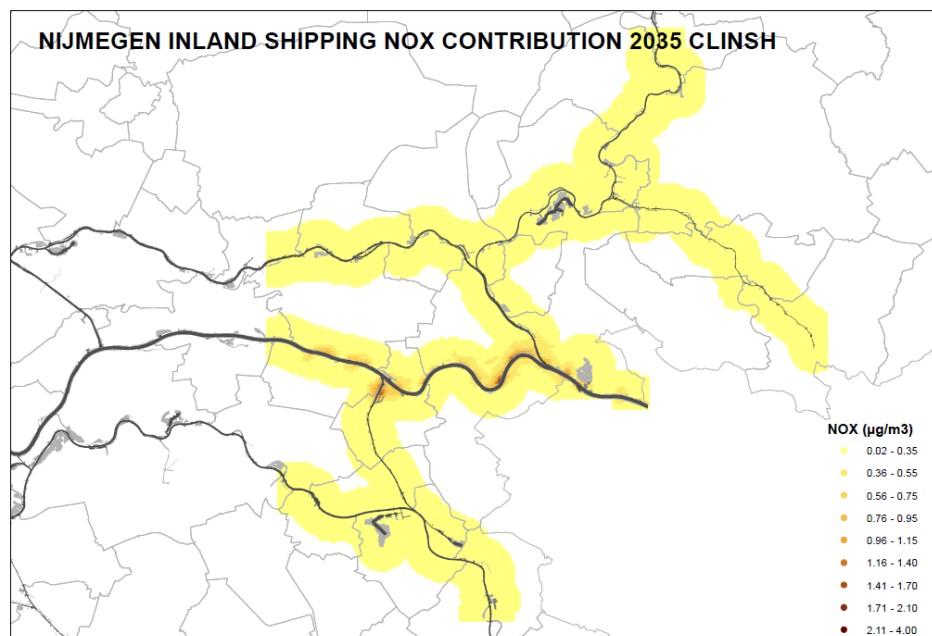 NIJMEGEN INLAND SHIPPING NOX CONTRIBUTION 2035 CLINSH
NOX (µg/m3)
0.02 - 0.35
0.36 - 0.55
0.56 - 0.75
0.76 - 0.95
0.96 - 1.15
1.16 - 1.40
1.41 - 1.70
1.71 - 2.10
2.11 - 4.00